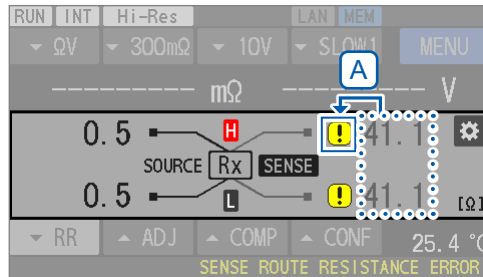 RUN INT Hi-Res LAN MEM
ΩV 300mΩ 10V SLOW1 MENU
A
------ mΩ ------ V
0.5 H ! 41.1
SOURCE Rx SENSE
0.5 L ! 41.1 [Ω]
RR ADJ COMP CONF 25.4 °C
SENSE ROUTE RESISTANCE ERROR